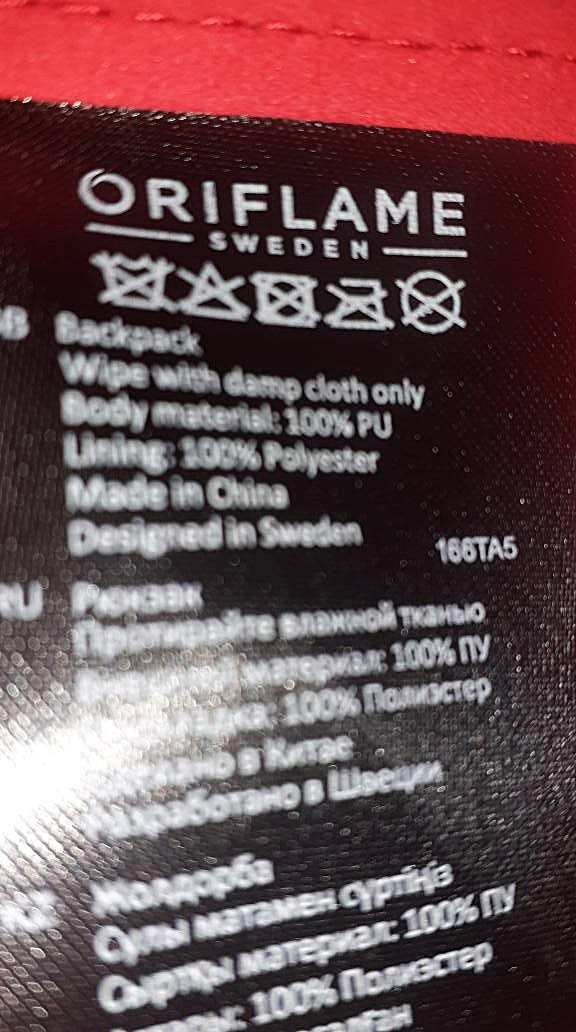 ORIFLAME
SWEDEN
Backpack
Wipe with damp cloth only
Body material: 100% PU
Lining: 100% Polyester
Made in China
Designed in Sweden
166TA5
RU Рюкзак
Протирайте влажной тканью
материал: 100% ПУ
100% Полиэстер
в Китае
Разработано в Швеции
KZ Жолдорба
Сулы матамен сүртіңіз
Сыртқы материал: 100% ПУ
100% Полиэстер